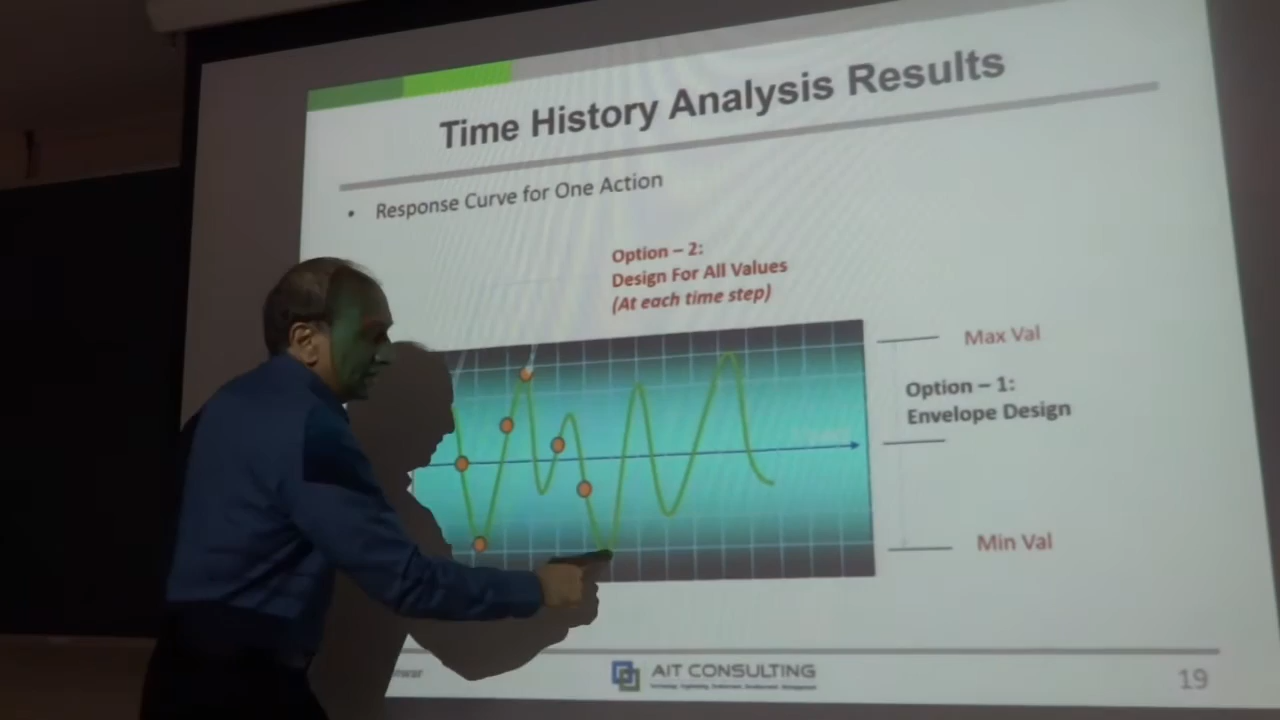 Time History Analysis Results
• Response Curve for One Action
Option – 2:
Design For All Values
(At each time step)
Max Val
Option – 1:
Envelope Design
Min Val
AIT CONSULTING
19